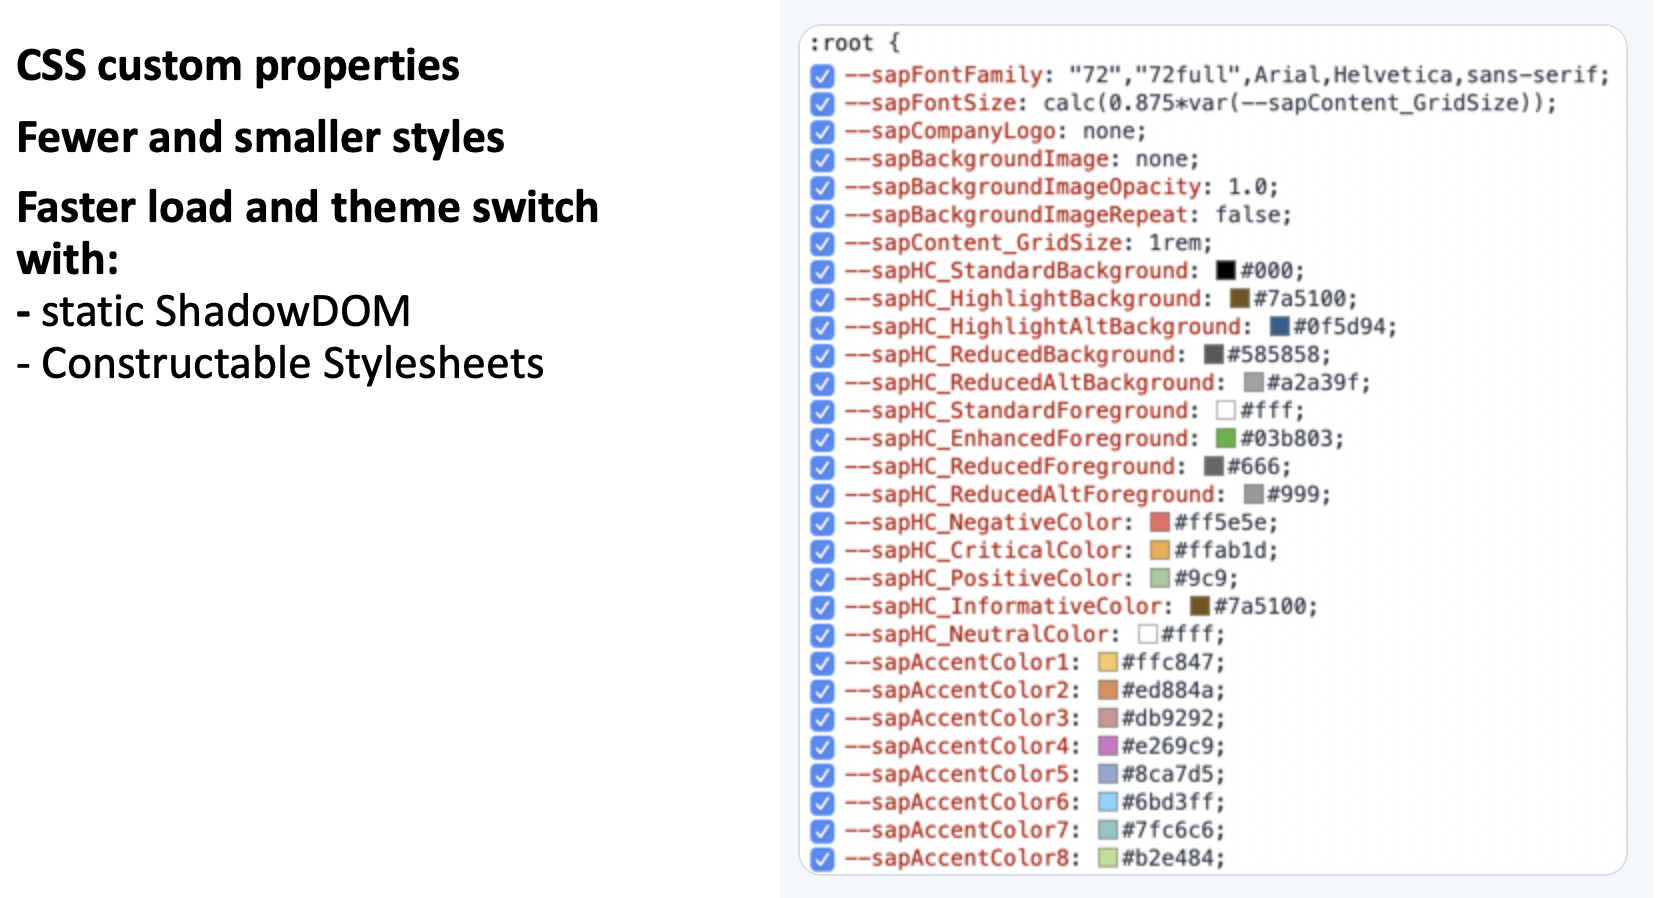 CSS custom properties
Fewer and smaller styles
Faster load and theme switch
with:
- static ShadowDOM
- Constructable Stylesheets
:root {
--sapFontFamily: "72","72full",Arial,Helvetica,sans-serif;
--sapFontSize: calc(0.875*var(--sapContent_GridSize));
--sapCompanyLogo: none;
--sapBackgroundImage: none;
--sapBackgroundImageOpacity: 1.0;
--sapBackgroundImageRepeat: false;
--sapContent_GridSize: 1rem;
--sapHC_StandardBackground: #000;
--sapHC_HighlightBackground: #7a5100;
--sapHC_HighlightAltBackground: #0f5d94;
--sapHC_ReducedBackground: #585858;
--sapHC_ReducedAltBackground: #a2a39f;
--sapHC_StandardForeground: #fff;
--sapHC_EnhancedForeground: #03b803;
--sapHC_ReducedForeground: #666;
--sapHC_ReducedAltForeground: #999;
--sapHC_NegativeColor: #ff5e5e;
--sapHC_CriticalColor: #ffab1d;
--sapHC_PositiveColor: #9c9;
--sapHC_InformativeColor: #7a5100;
--sapHC_NeutralColor: #fff;
--sapAccentColor1: #ffc847;
--sapAccentColor2: #ed884a;
--sapAccentColor3: #db9292;
--sapAccentColor4: #e269c9;
--sapAccentColor5: #8ca7d5;
--sapAccentColor6: #6bd3ff;
--sapAccentColor7: #7fc6c6;
--sapAccentColor8: #b2e484;